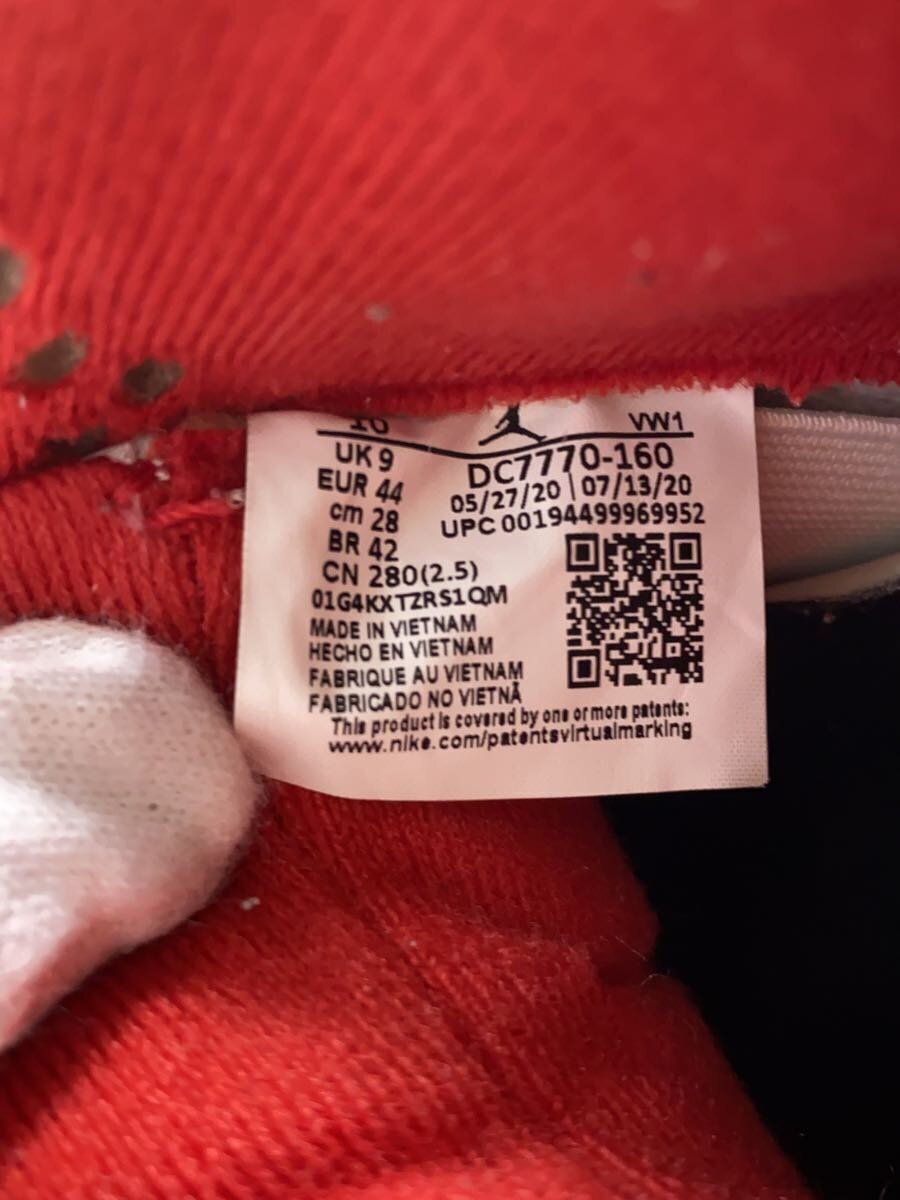 10 VW1
UK 9 DC7770-160
EUR 44 05/27/20 | 07/13/20
cm 28 UPC 00194499969952
BR 42
CN 280(2.5)
01G4KXTZRS1QM
MADE IN VIETNAM
HECHO EN VIETNAM
FABRIQUE AU VIETNAM
FABRICADO NO VIETNÃ
This product is covered by one or more patents:
www.nike.com/patentsvirtualmarking